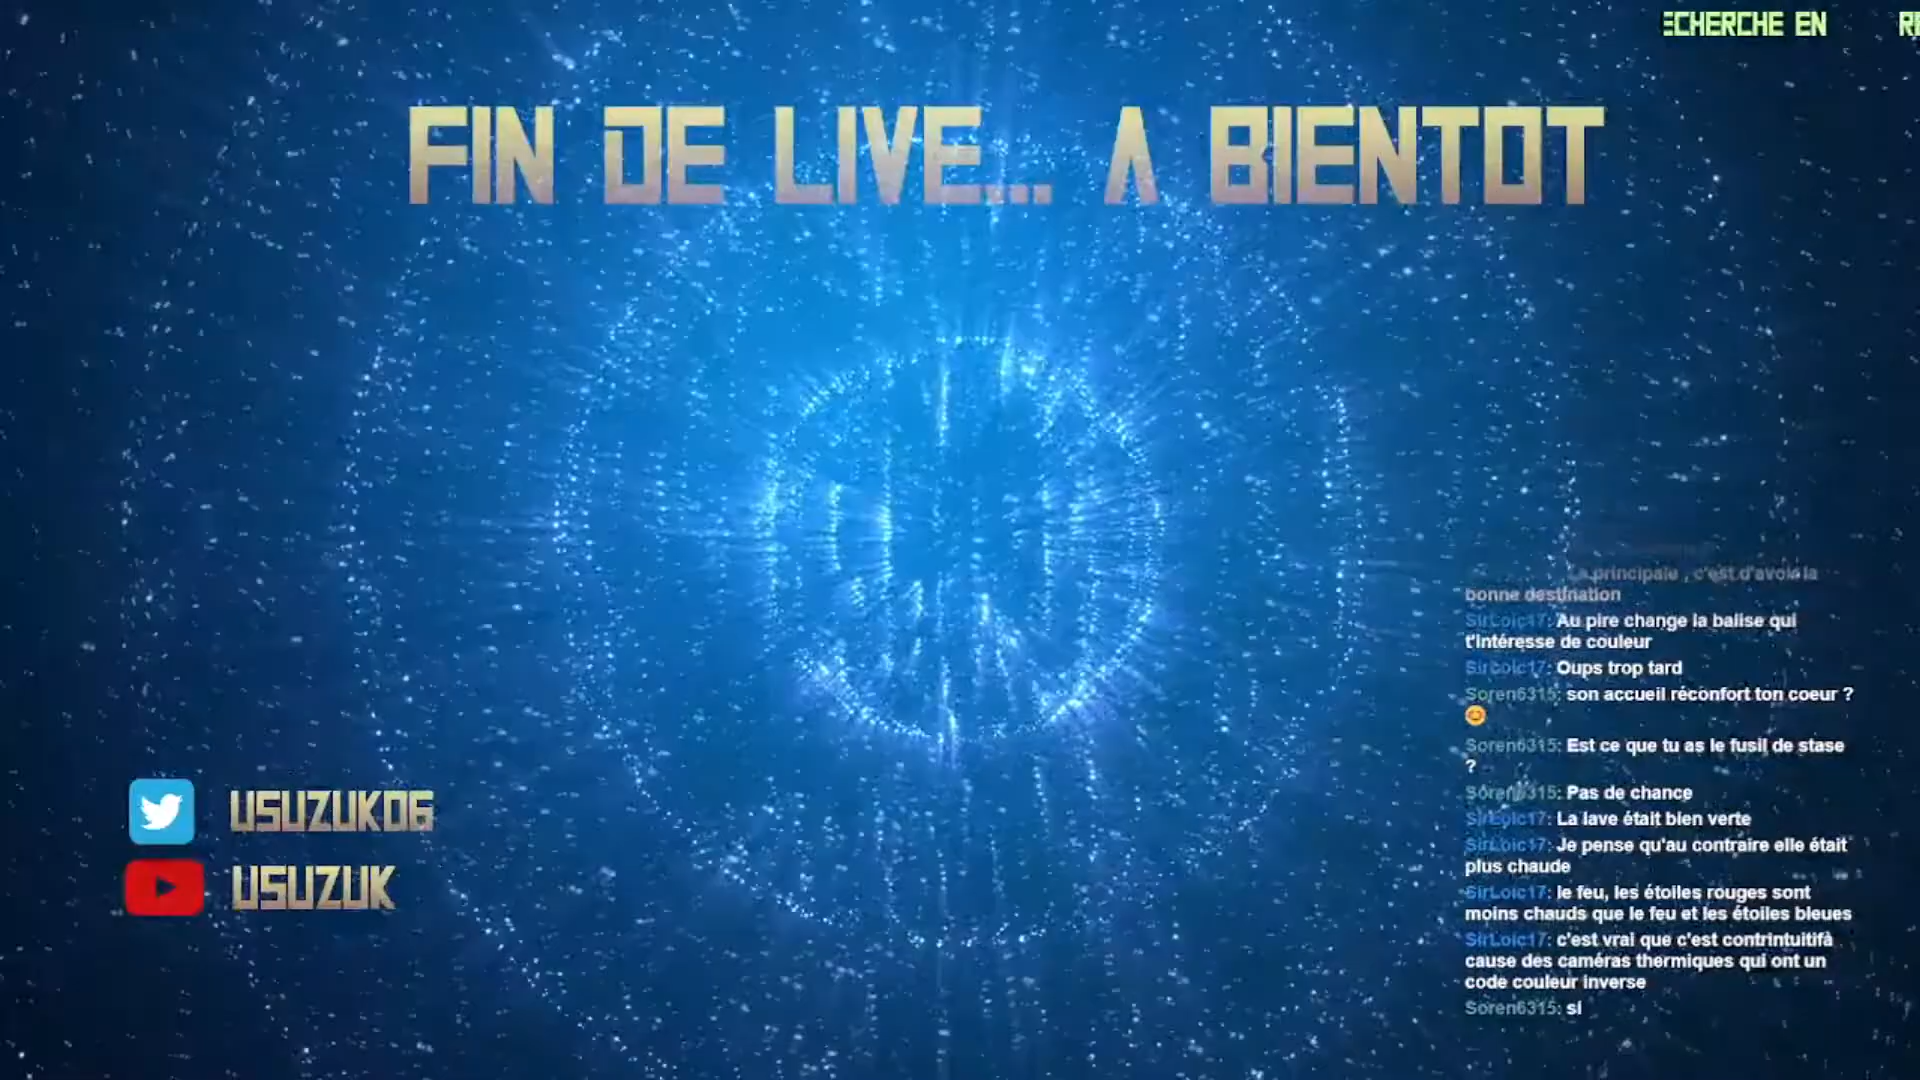 ECHERCHE EN
FIN DE LIVE... A BIENTOT
La principale , c'est d'avoir la
bonne destination
SirLoic17: Au pire change la balise qui
t'intéresse de couleur
SirLoic17: Oups trop tard
Soren6315: son accueil réconfort ton coeur ?
😊
Soren6315: Est ce que tu as le fusil de stase
?
Soren6315: Pas de chance
SirLoic17: La lave était bien verte
SirLoic17: Je pense qu'au contraire elle était
plus chaude
SirLoic17: le feu, les étoiles rouges sont
moins chauds que le feu et les étoiles bleues
SirLoic17: c'est vrai que c'est contrintuitifà
cause des caméras thermiques qui ont un
code couleur inverse
Soren6315: si
USUZUK06
USUZUK